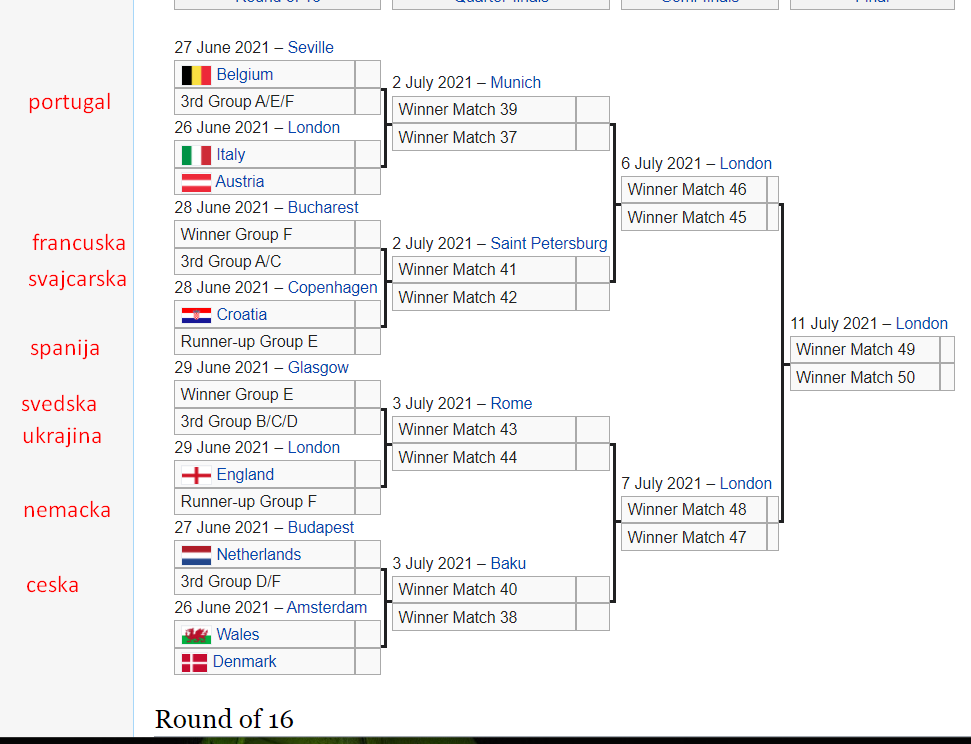 27 June 2021 – Seville
Belgium
portugal
3rd Group A/E/F
2 July 2021 – Munich
Winner Match 39
Winner Match 37
26 June 2021 – London
Italy
Austria
6 July 2021 – London
Winner Match 46
Winner Match 45
28 June 2021 – Bucharest
francuska
Winner Group F
svajcarska
3rd Group A/C
2 July 2021 – Saint Petersburg
Winner Match 41
Winner Match 42
28 June 2021 – Copenhagen
Croatia
spanija
Runner-up Group E
11 July 2021 – London
Winner Match 49
Winner Match 50
29 June 2021 – Glasgow
svedska
Winner Group E
ukrajina
3rd Group B/C/D
3 July 2021 – Rome
Winner Match 43
Winner Match 44
29 June 2021 – London
England
nemacka
Runner-up Group F
7 July 2021 – London
Winner Match 48
Winner Match 47
27 June 2021 – Budapest
Netherlands
ceska
3rd Group D/F
3 July 2021 – Baku
Winner Match 40
Winner Match 38
26 June 2021 – Amsterdam
Wales
Denmark
Round of 16